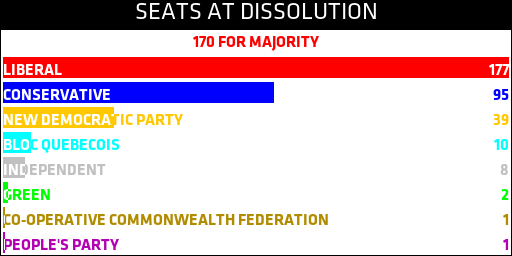 SEATS AT DISSOLUTION
170 FOR MAJORITY
LIBERAL 177
CONSERVATIVE 95
NEW DEMOCRATIC PARTY 39
BLOC QUEBECOIS 10
INDEPENDENT 8
GREEN 2
CO-OPERATIVE COMMONWEALTH FEDERATION 1
PEOPLE'S PARTY 1